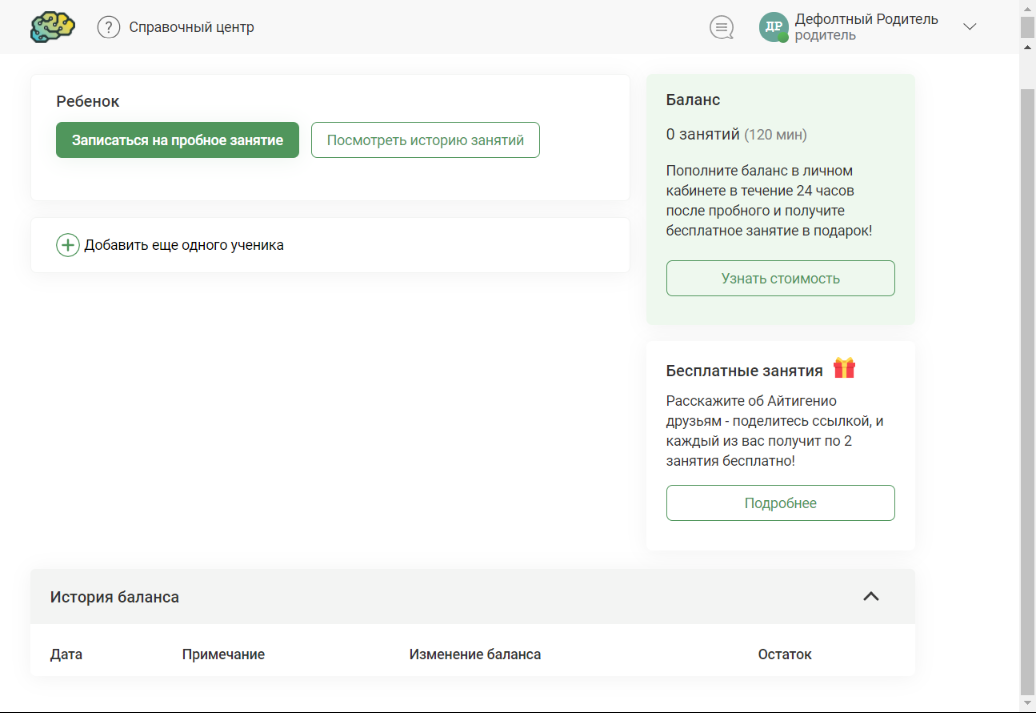 ? Справочный центр
ДР
Дефолтный Родитель
родитель
Ребенок
Записаться на пробное занятие
Посмотреть историю занятий
Добавить еще одного ученика
Баланс
0 занятий (120 мин)
Пополните баланс в личном
кабинете в течение 24 часов
после пробного и получите
бесплатное занятие в подарок!
Узнать стоимость
Бесплатные занятия
Расскажите об Айтигенио
друзьям - поделитесь ссылкой, и
каждый из вас получит по 2
занятия бесплатно!
Подробнее
История баланса
Дата Примечание Изменение баланса Остаток